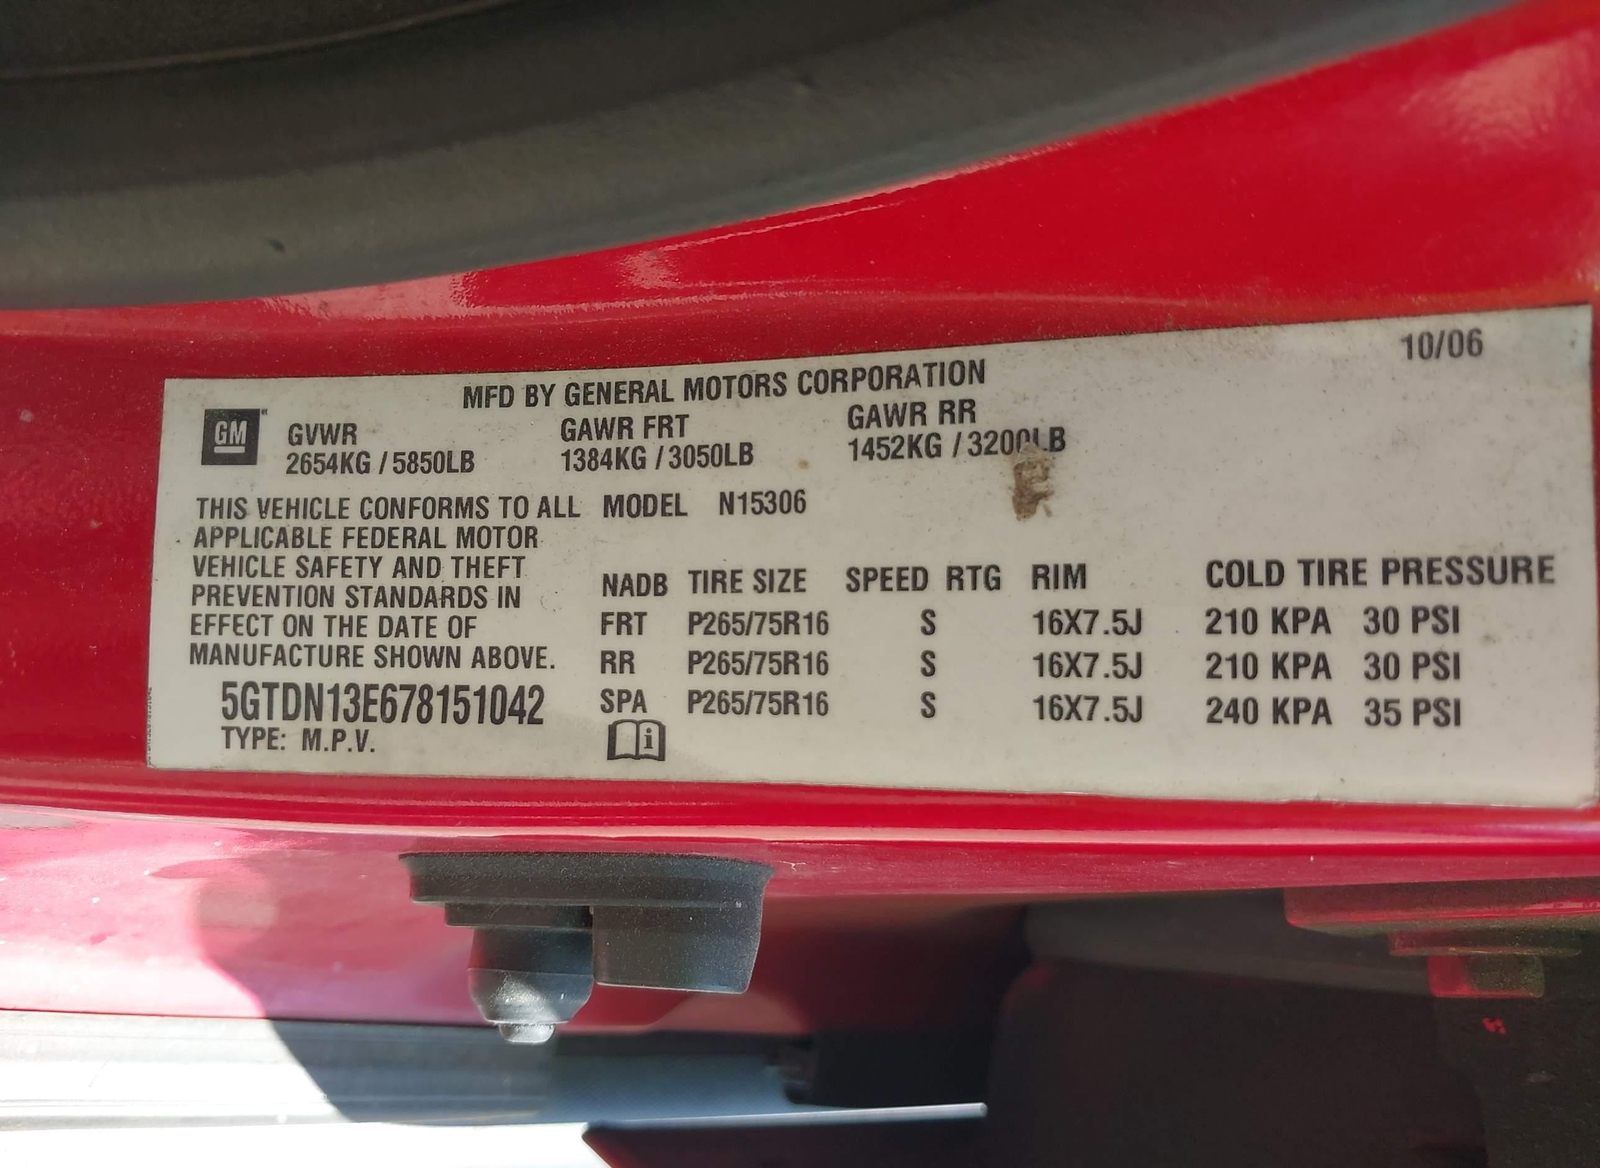 10/06
MFD BY GENERAL MOTORS CORPORATION
GM
GVWR GAWR FRT GAWR RR
2654KG / 5850LB 1384KG / 3050LB 1452KG / 3200LB
THIS VEHICLE CONFORMS TO ALL
APPLICABLE FEDERAL MOTOR
VEHICLE SAFETY AND THEFT
PREVENTION STANDARDS IN
EFFECT ON THE DATE OF
MANUFACTURE SHOWN ABOVE.
5GTDN13E678151042
TYPE: M.P.V.
MODEL N15306
NADB TIRE SIZE SPEED RTG RIM COLD TIRE PRESSURE
FRT P265/75R16 S 16X7.5J 210 KPA 30 PSI
RR P265/75R16 S 16X7.5J 210 KPA 30 PSI
SPA P265/75R16 S 16X7.5J 240 KPA 35 PSI
i